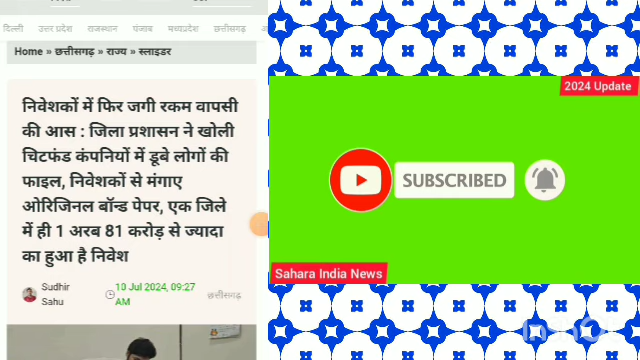 दिल्ली उत्तर प्रदेश राजस्थान पंजाब मध्यप्रदेश छत्तीसगढ़
Home » छत्तीसगढ़ » राज्य » स्लाइडर
निवेशकों में फिर जगी रकम वापसी
की आस : जिला प्रशासन ने खोली
चिटफंड कंपनियों में डूबे लोगों की
फाइल, निवेशकों से मंगाए
ओरिजिनल बॉन्ड पेपर, एक जिले
में ही 1 अरब 81 करोड़ से ज्यादा
का हुआ है निवेश
Sudhir
Sahu
10 Jul 2024, 09:27
AM
छत्तीसगढ़
2024 Update
SUBSCRIBED
Sahara India News